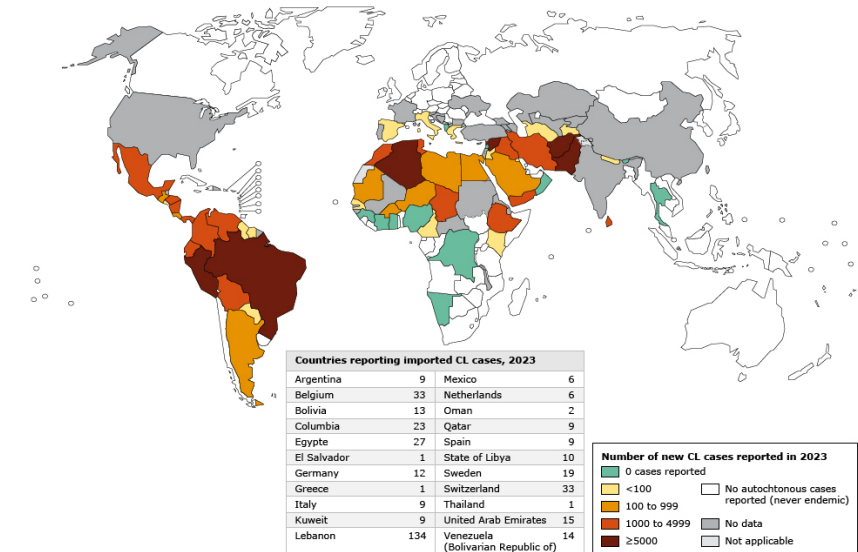 Countries reporting imported CL cases, 2023
Argentina 9 Mexico 6
Belgium 33 Netherlands 6
Bolivia 13 Oman 2
Columbia 23 Qatar 9
Egypte 27 Spain 9
El Salvador 1 State of Libya 10
Germany 12 Sweden 19
Greece 1 Switzerland 33
Italy 9 Thailand 1
Kuweit 9 United Arab Emirates 15
Lebanon 134 Venezuela 14
(Bolivarian Republic of)
Number of new CL cases reported in 2023
0 cases reported
<100
100 to 999
1000 to 4999
≥5000
No autochtonous cases
reported (never endemic)
No data
Not applicable